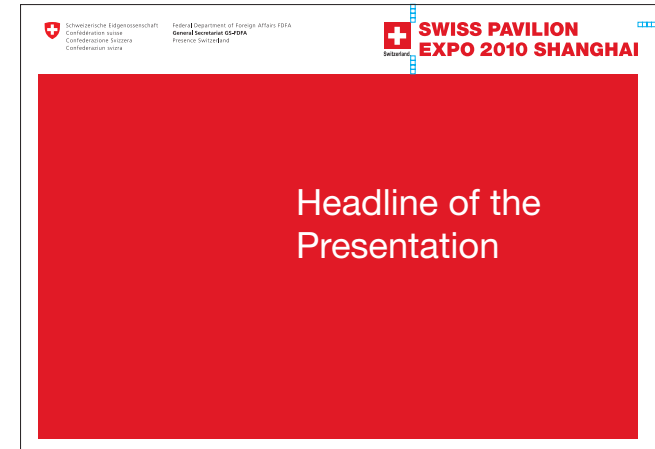 Schweizerische Eidgenossenschaft
Confédération suisse
Confederazione Svizzera
Confederaziun svizra
Federal Department of Foreign Affairs FDFA
General Secretariat GS-FDFA
Presence Switzerland
Switzerland.
SWISS PAVILION
EXPO 2010 SHANGHAI
Headline of the
Presentation